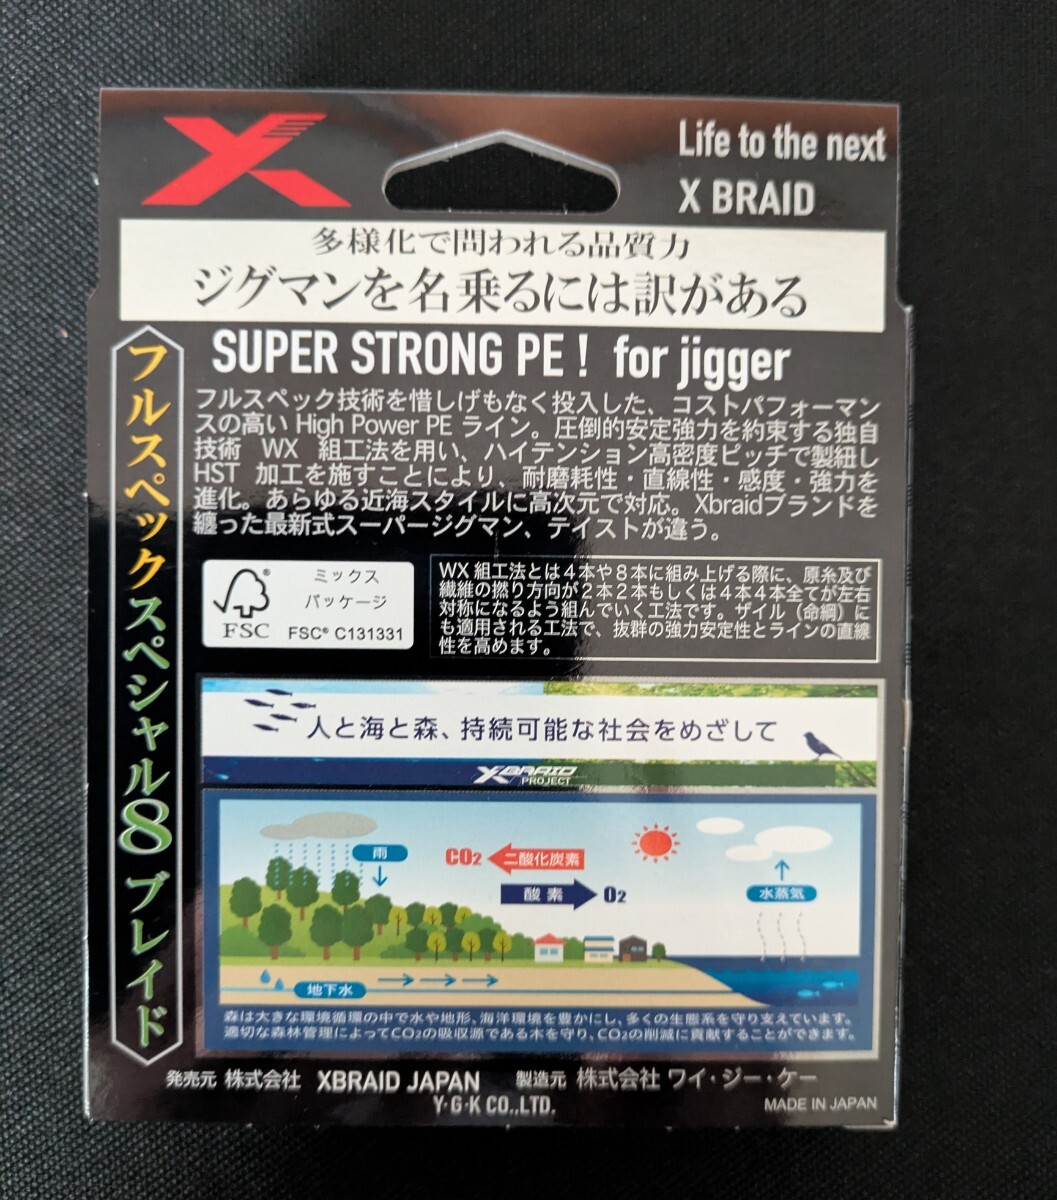 X
Life to the next
X BRAID
多様化で問われる品質力
ジグマンを名乗るには訳がある
フルスペックスペシャル8ブレイド
SUPER STRONG PE! for jigger
フルスペック技術を惜しげもなく投入した、コストパフォーマン
スの高い High Power PE ライン。圧倒的安定強力を約束する独自
技術 WX 組工法を用い、ハイテンション高密度ピッチで製紐し
HST 加工を施すことにより、耐磨耗性・直線性・感度・強力を
進化。あらゆる近海スタイルに高次元で対応。Xbraidブランドを
纏った最新式スーパージグマン、テイストが違う。
FSC®
ミックス
パッケージ
FSC® C131331
WX 組工法とは4本や8本に組み上げる際に、原糸及び
繊維の撚り方向が2本2本もしくは4本4本全てが左右
対称になるよう組んでいく工法です。ザイル(命綱)に
も適用される工法で、抜群の強力安定性とラインの直線
性を高めます。
人と海と森、持続可能な社会をめざして
X-BRAID
PROJECT
雨
CO2 二酸化炭素
酸素 O2
水蒸気
地下水
森は大きな環境循環の中で水や地形、海洋環境を豊かにし、多くの生態系を守り支えています。
適切な森林管理によってCO2の吸収源である木を守り、CO2の削減に貢献することができます。
発売元 株式会社 XBRAID JAPAN 製造元 株式会社 ワイ・ジー・ケー
Y·G·K CO.,LTD.
MADE IN JAPAN